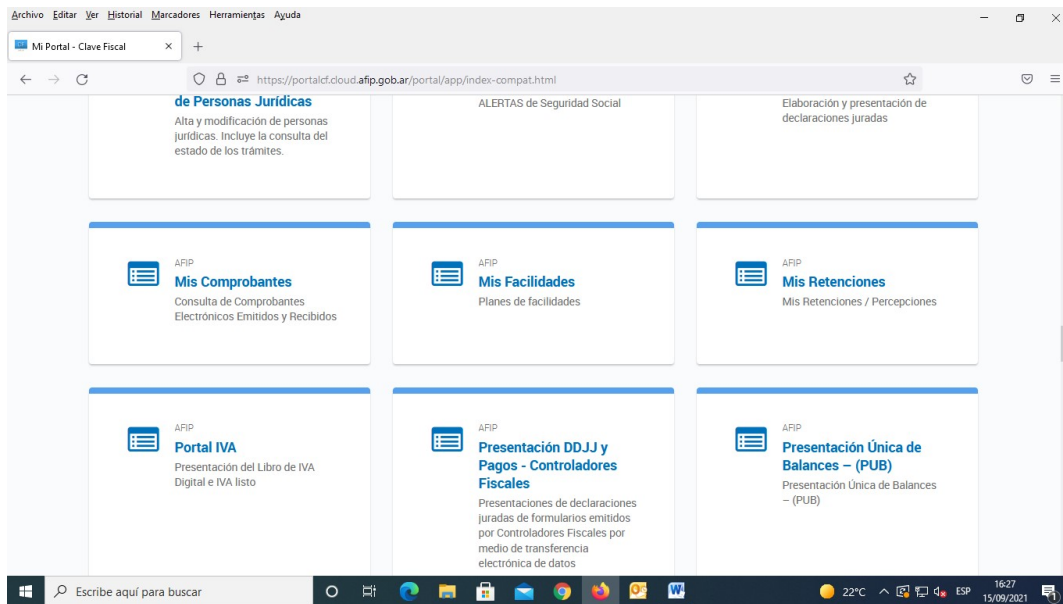 Archivo Editar Ver Historial Marcadores Herramientas Ayuda
Mi Portal - Clave Fiscal
https://portalcf.cloud.afip.gob.ar/portal/app/index-compat.html
de Personas Jurídicas
Alta y modificación de personas
jurídicas. Incluye la consulta del
estado de los trámites.
ALERTAS de Seguridad Social
Elaboración y presentación de
declaraciones juradas
AFIP
Mis Comprobantes
Consulta de Comprobantes
Electrónicos Emitidos y Recibidos
AFIP
Mis Facilidades
Planes de facilidades
AFIP
Mis Retenciones
Mis Retenciones / Percepciones
AFIP
Portal IVA
Presentación del Libro de IVA
Digital e IVA listo
AFIP
Presentación DDJJ y
Pagos - Controladores
Fiscales
Presentaciones de declaraciones
juradas de formularios emitidos
por Controladores Fiscales por
medio de transferencia
electrónica de datos
AFIP
Presentación Única de
Balances – (PUB)
Presentación Única de Balances
– (PUB)
Escribe aquí para buscar
22°C
ESP
16:27
15/09/2021